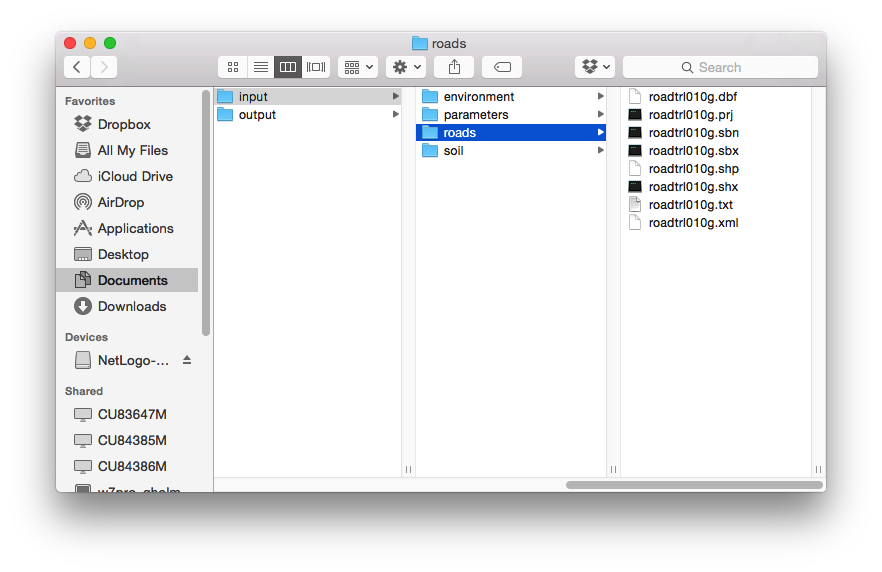 roads
Search
Favorites
Dropbox
All My Files
iCloud Drive
AirDrop
Applications
Desktop
Documents
Downloads
Devices
NetLogo-...
Shared
CU83647M
CU84385M
CU84386M
input
output
environment
parameters
roads
soil
roadtrl010g.dbf
roadtrl010g.prj
roadtrl010g.sbn
roadtrl010g.sbx
roadtrl010g.shp
roadtrl010g.shx
roadtrl010g.txt
roadtrl010g.xml